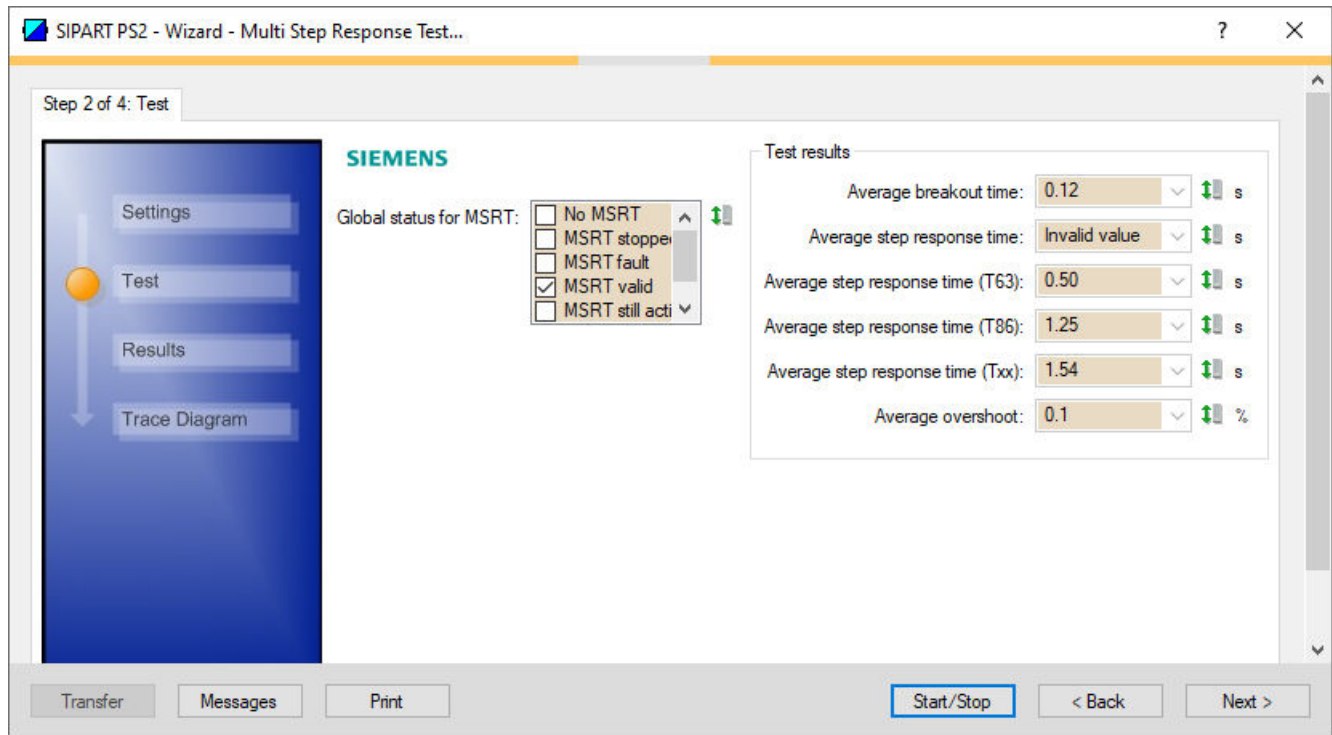 SIPART PS2 - Wizard - Multi Step Response Test...
Step 2 of 4: Test
Settings
Test
Results
Trace Diagram
SIEMENS
Global status for MSRT:
No MSRT
MSRT stopped
MSRT fault
MSRT valid
MSRT still acti
Test results
Average breakout time: 0.12 s
Average step response time: Invalid value s
Average step response time (T63): 0.50 s
Average step response time (T86): 1.25 s
Average step response time (Txx): 1.54 s
Average overshoot: 0.1 %
Transfer Messages Print Start/Stop < Back Next >